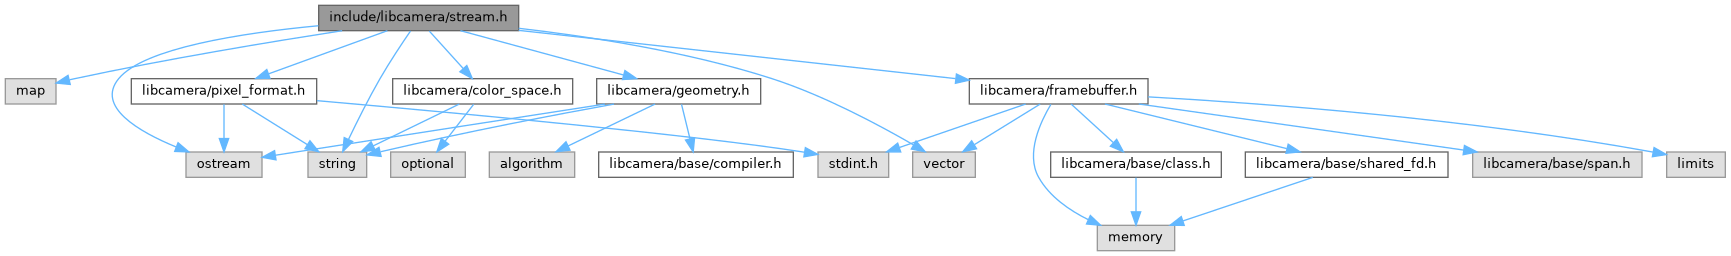 include/libcamera/stream.h
map
libcamera/pixel_format.h
libcamera/color_space.h
libcamera/geometry.h
libcamera/framebuffer.h
ostream
string
optional
algorithm
libcamera/base/compiler.h
stdint.h
vector
libcamera/base/class.h
libcamera/base/shared_fd.h
libcamera/base/span.h
limits
memory